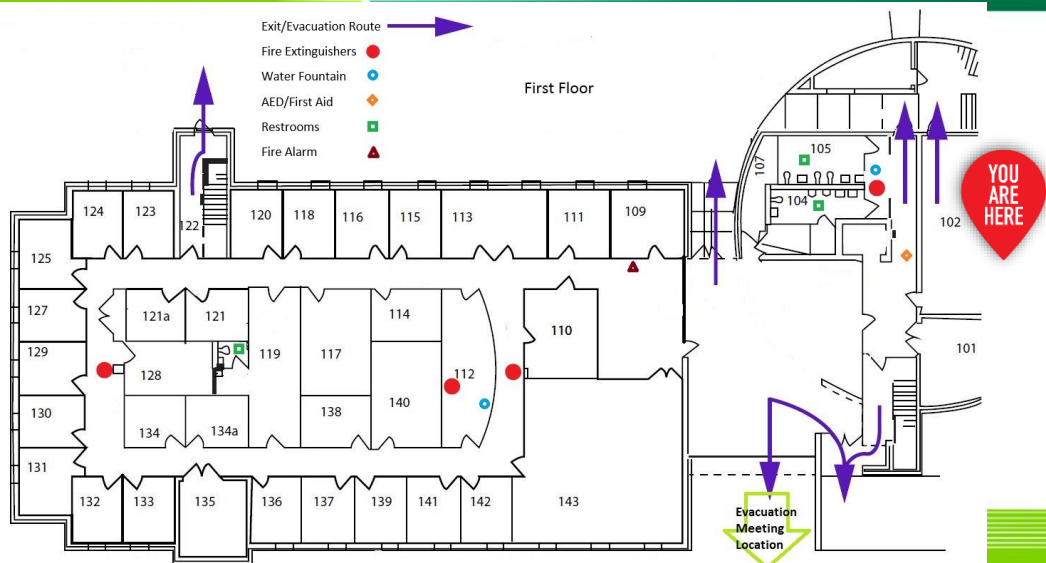 Exit/Evacuation Route
Fire Extinguishers
Water Fountain
AED/First Aid
Restrooms
Fire Alarm
First Floor
YOU
ARE
HERE
105
107
104
102
101
124
123
122
120
118
116
115
113
111
109
125
127
129
130
131
121a
121
128
134
134a
119
117
138
114
140
112
110
132
133
135
136
137
139
141
142
143
Evacuation
Meeting
Location